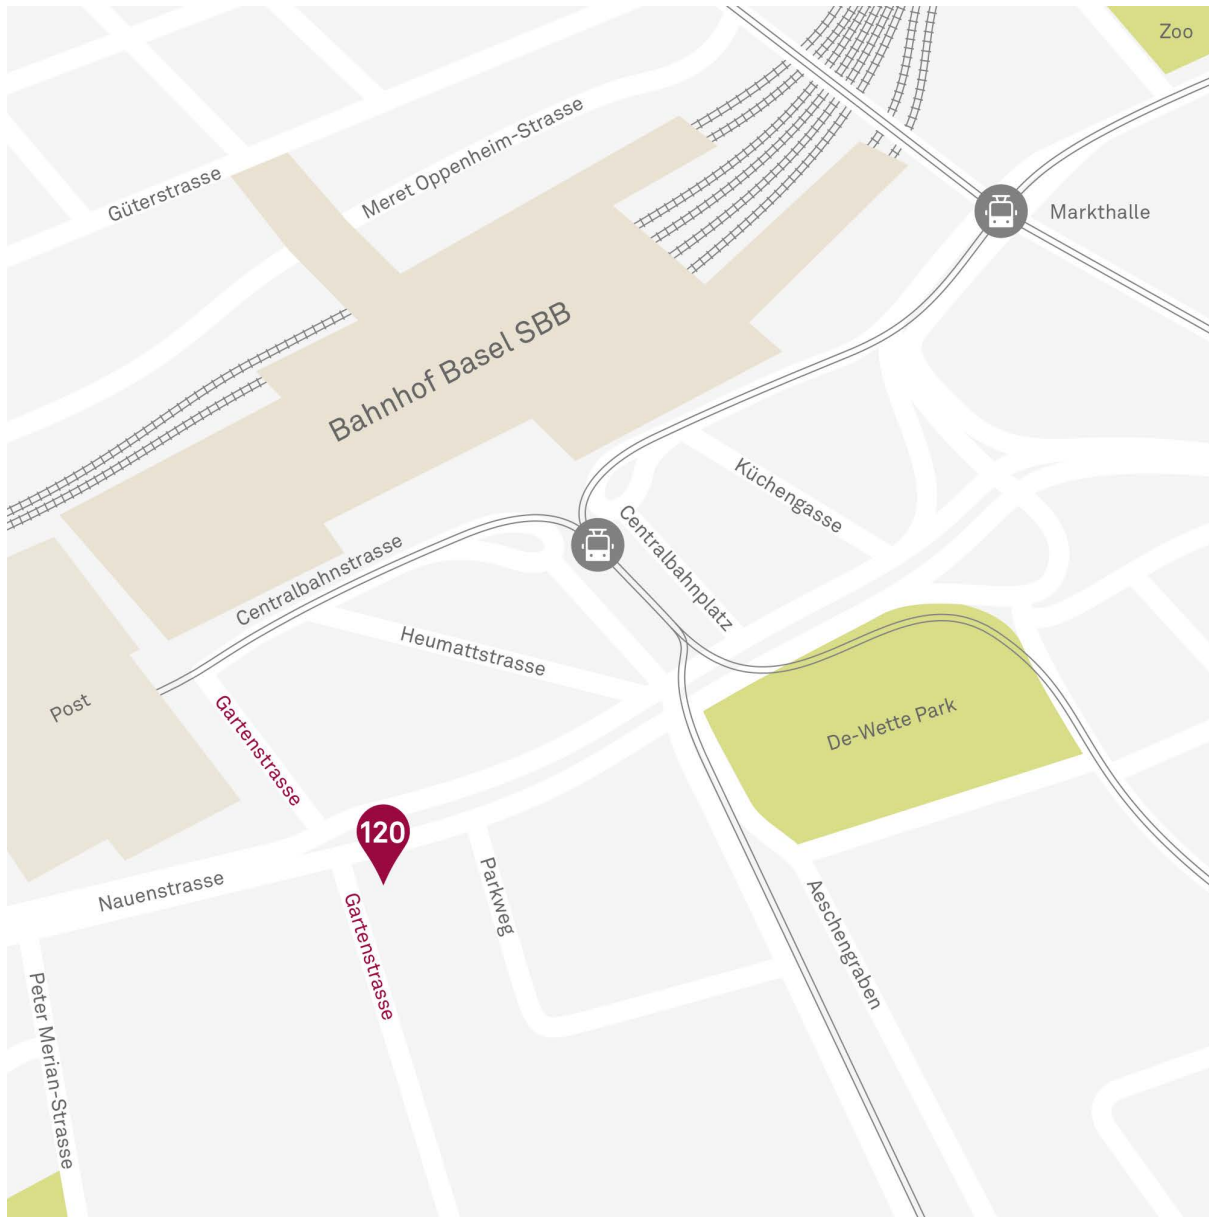 Zoo
Meret Oppenheim-Strasse
Güterstrasse
Markthalle
Bahnhof Basel SBB
Küchengasse
Centralbahnplatz
Centralbahnstrasse
Heumattstrasse
Post
Gartenstrasse
De-Wette Park
120
Nauenstrasse
Parkweg
Gartenstrasse
Aeschengraben
Peter Merian-Strasse